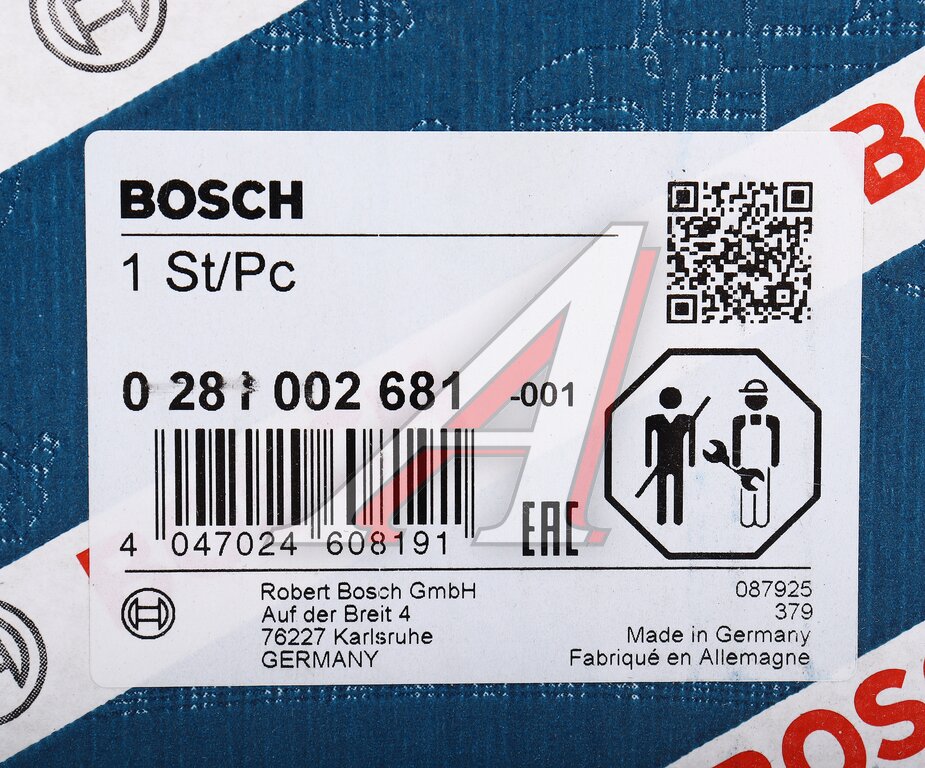 BOSCH
1 St/Pc
0 281 002 681 -001
4 047024 608191
EAC
Robert Bosch GmbH
Auf der Breit 4
76227 Karlsruhe
GERMANY
087925
379
Made in Germany
Fabriqué en Allemagne
B
BOSC